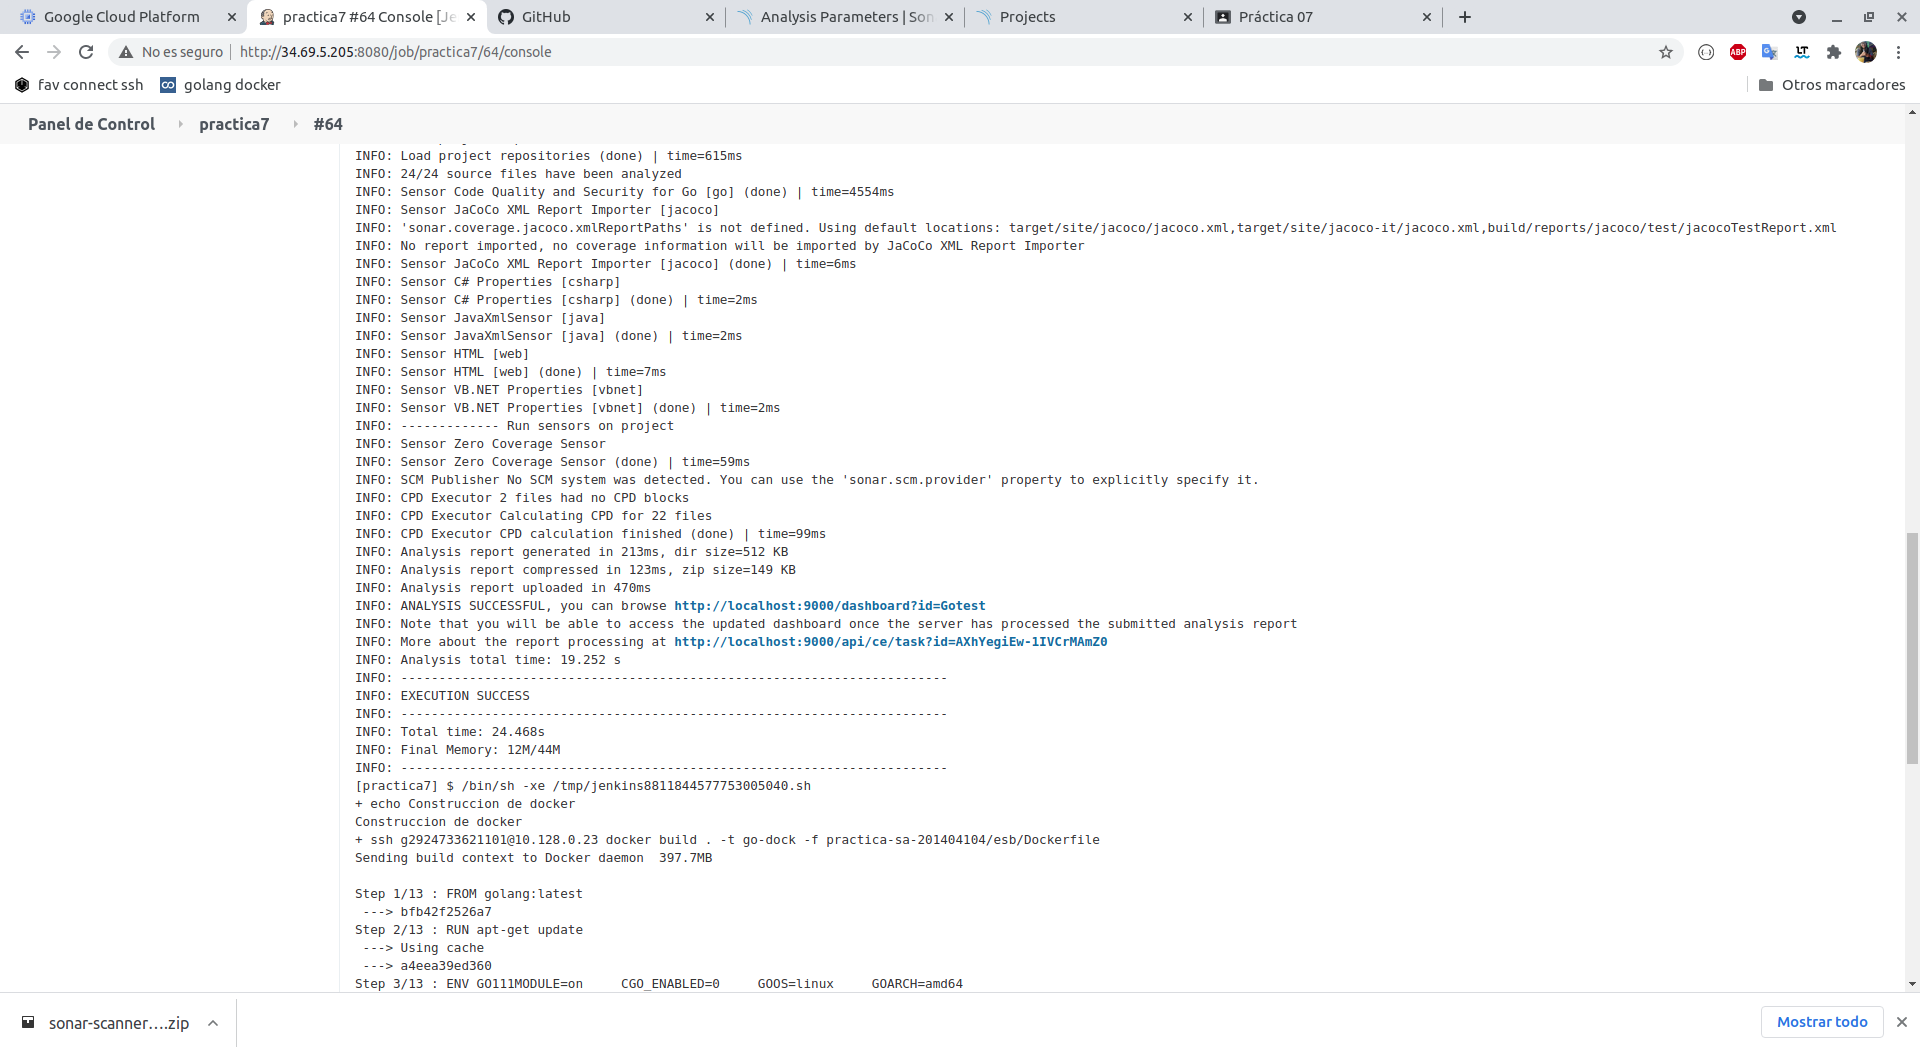 Google Cloud Platform
practica7 #64 Console [Je
GitHub
Analysis Parameters | Son
Projects
Práctica 07
No es seguro
http://34.69.5.205:8080/job/practica7/64/console
ABP
LT
fav connect ssh
golang docker
Otros marcadores
Panel de Control
practica7
#64
INFO: Load project repositories (done) | time=615ms
INFO: 24/24 source files have been analyzed
INFO: Sensor Code Quality and Security for Go [go] (done) | time=4554ms
INFO: Sensor JaCoCo XML Report Importer [jacoco]
INFO: 'sonar.coverage.jacoco.xmlReportPaths' is not defined. Using default locations: target/site/jacoco/jacoco.xml,target/site/jacoco-it/jacoco.xml,build/reports/jacoco/test/jacocoTestReport.xml
INFO: No report imported, no coverage information will be imported by JaCoCo XML Report Importer
INFO: Sensor JaCoCo XML Report Importer [jacoco] (done) | time=6ms
INFO: Sensor C# Properties [csharp]
INFO: Sensor C# Properties [csharp] (done) | time=2ms
INFO: Sensor JavaXmlSensor [java]
INFO: Sensor JavaXmlSensor [java] (done) | time=2ms
INFO: Sensor HTML [web]
INFO: Sensor HTML [web] (done) | time=7ms
INFO: Sensor VB.NET Properties [vbnet]
INFO: Sensor VB.NET Properties [vbnet] (done) | time=2ms
INFO: ------------- Run sensors on project
INFO: Sensor Zero Coverage Sensor
INFO: Sensor Zero Coverage Sensor (done) | time=59ms
INFO: SCM Publisher No SCM system was detected. You can use the 'sonar.scm.provider' property to explicitly specify it.
INFO: CPD Executor 2 files had no CPD blocks
INFO: CPD Executor Calculating CPD for 22 files
INFO: CPD Executor CPD calculation finished (done) | time=99ms
INFO: Analysis report generated in 213ms, dir size=512 KB
INFO: Analysis report compressed in 123ms, zip size=149 KB
INFO: Analysis report uploaded in 470ms
INFO: ANALYSIS SUCCESSFUL, you can browse http://localhost:9000/dashboard?id=Gotest
INFO: Note that you will be able to access the updated dashboard once the server has processed the submitted analysis report
INFO: More about the report processing at http://localhost:9000/api/ce/task?id=AXhYegiEw-1IVCrMAmZ0
INFO: Analysis total time: 19.252 s
INFO: ------------------------------------------------------------------------
INFO: EXECUTION SUCCESS
INFO: ------------------------------------------------------------------------
INFO: Total time: 24.468s
INFO: Final Memory: 12M/44M
INFO: ------------------------------------------------------------------------
[practica7] $ /bin/sh -xe /tmp/jenkins8811844577753005040.sh
+ echo Construccion de docker
Construccion de docker
+ ssh g2924733621101@10.128.0.23 docker build . -t go-dock -f practica-sa-201404104/esb/Dockerfile
Sending build context to Docker daemon  397.7MB
Step 1/13 : FROM golang:latest
---> bfb42f2526a7
Step 2/13 : RUN apt-get update
---> Using cache
---> a4eea39ed360
Step 3/13 : ENV GO111MODULE=on     CGO_ENABLED=0     GOOS=linux     GOARCH=amd64
sonar-scanner….zip
Mostrar todo